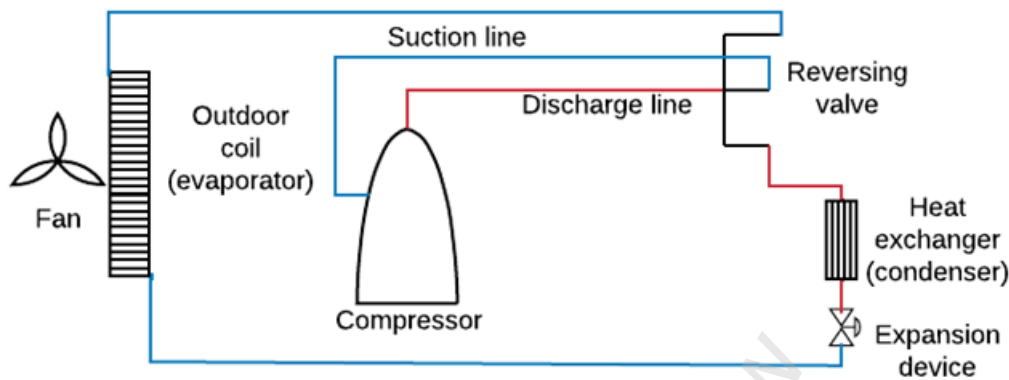 Suction line
Reversing
valve
Discharge line
Outdoor
coil
(evaporator)
Fan
Heat
exchanger
(condenser)
Compressor
Expansion
device